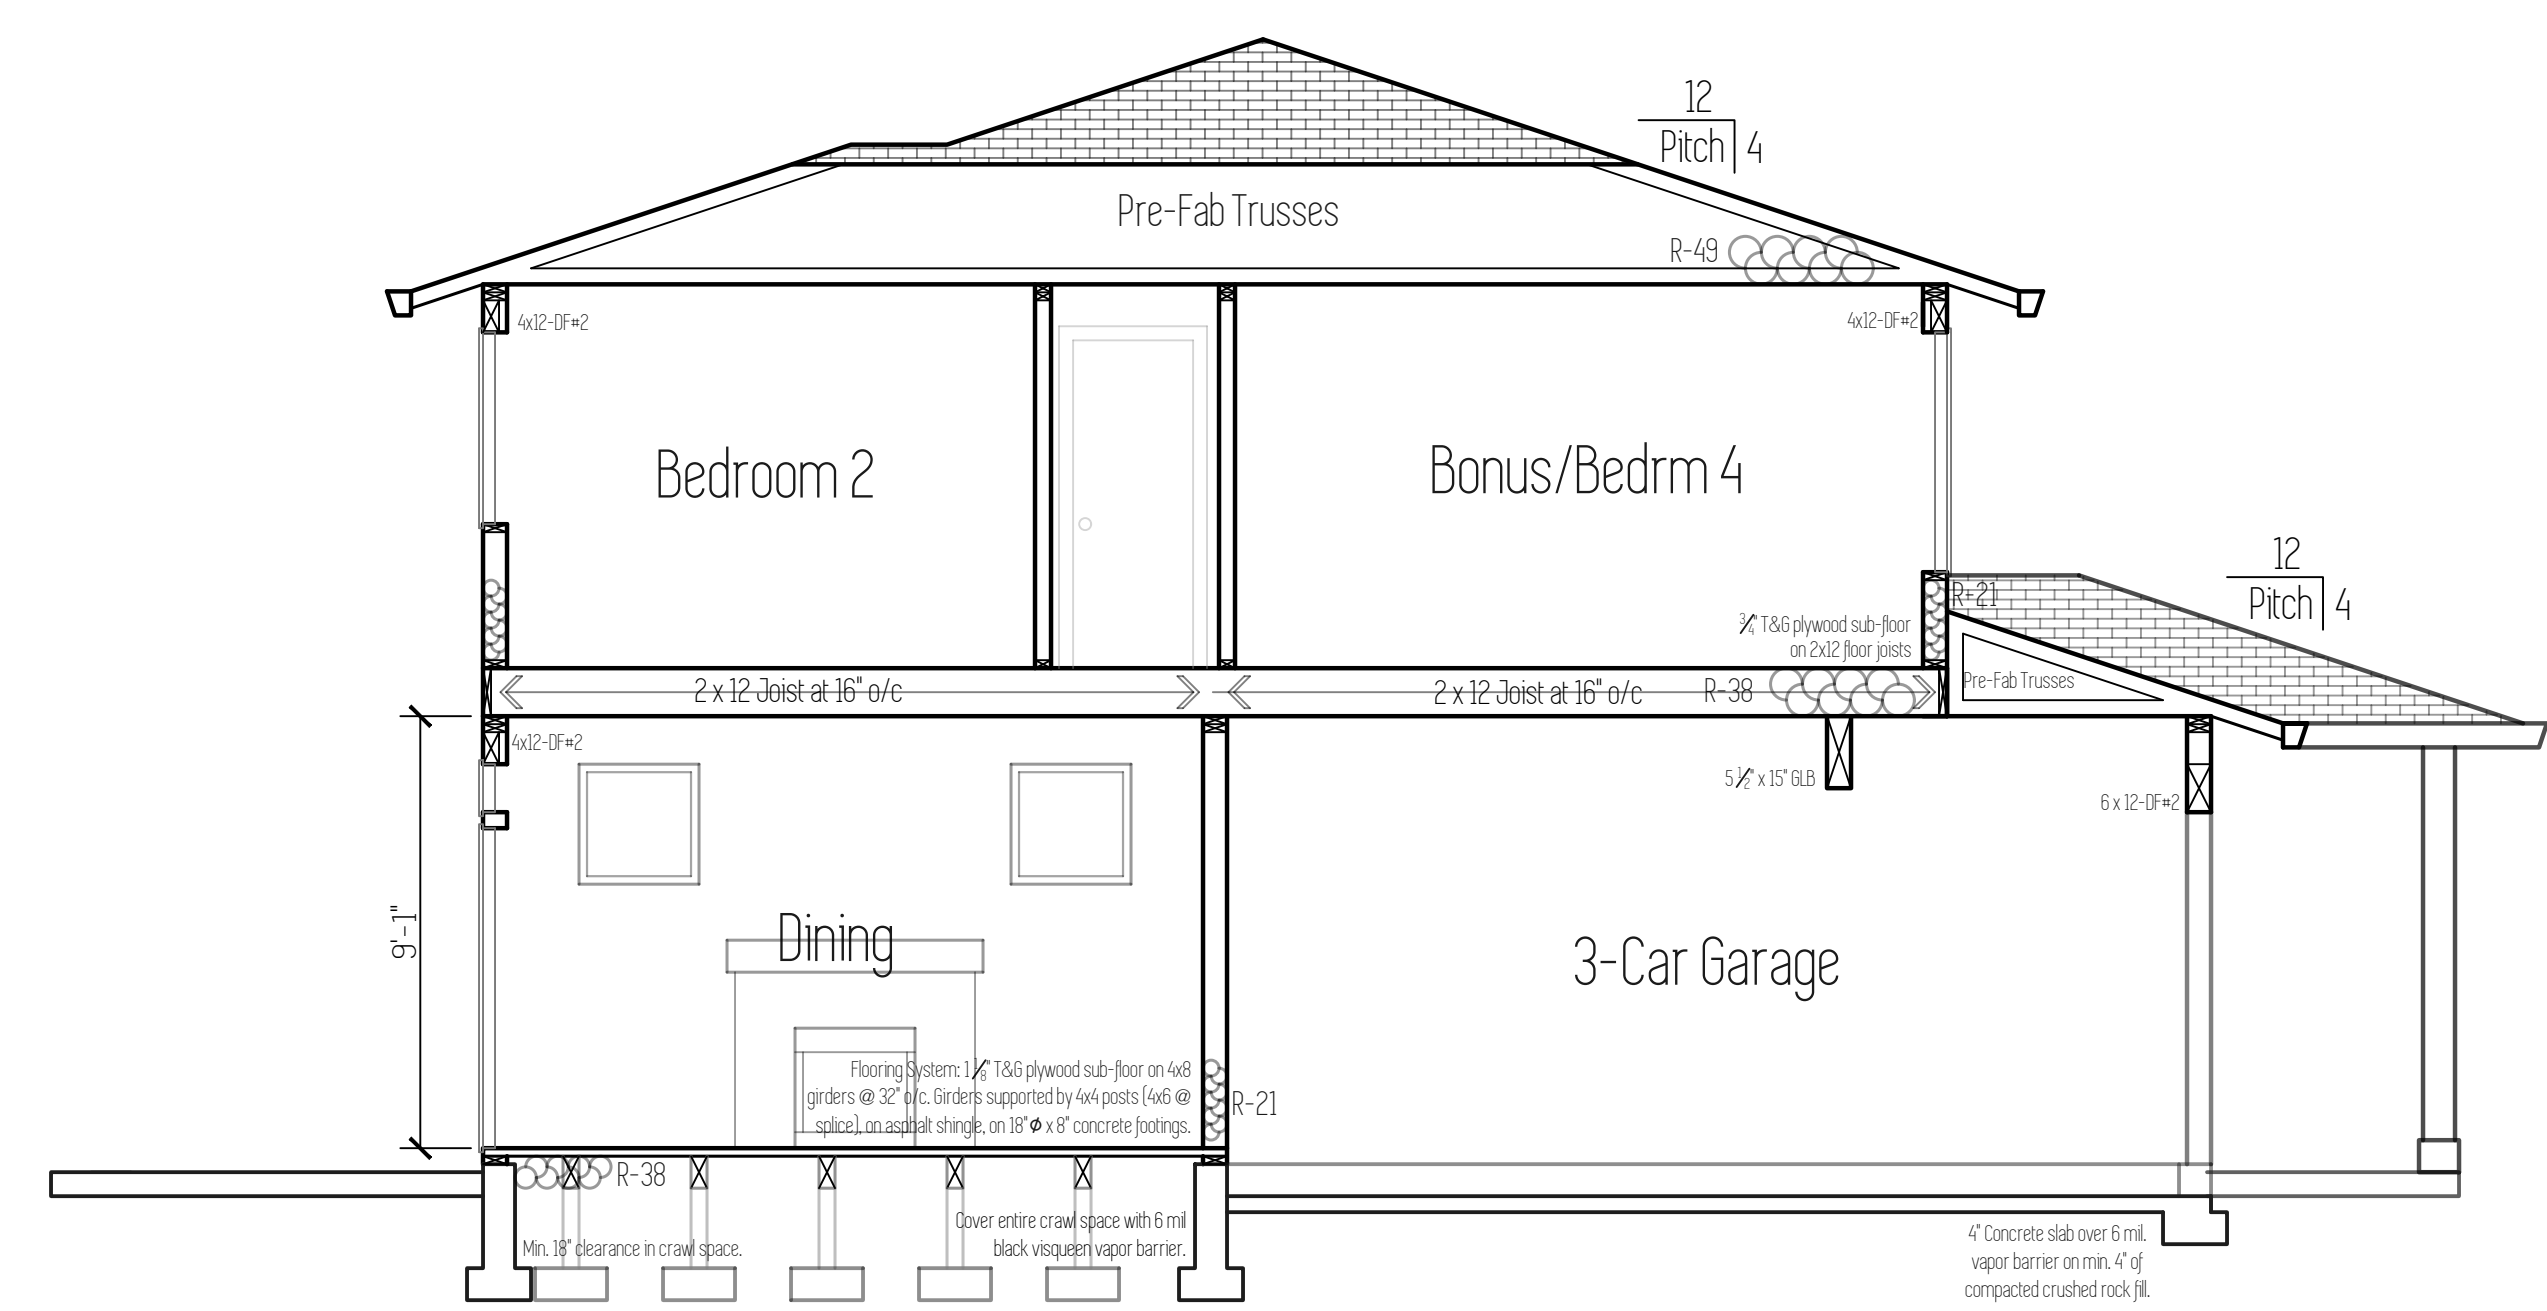 12
Pitch 4
Pre-Fab Trusses
R-49
4x12-DF#2
4x12-DF#2
Bedroom 2
Bonus/Bedrm 4
12
Pitch 4
R-21
3/4" T&G plywood sub-floor
on 2x12 floor joists
Pre-Fab Trusses
2 x 12 Joist at 16" o/c
2 x 12 Joist at 16" o/c
R-38
4x12-DF#2
5 1/2" x 15" GLB
6 x 12-DF#2
9'-1"
Dining
3-Car Garage
Flooring System: 1 1/8" T&G plywood sub-floor on 4x8
girders @ 32" o/c. Girders supported by 4x4 posts (4x6 @
splice), on asphalt shingle, on 18"Ø x 8" concrete footings.
R-21
R-38
Cover entire crawl space with 6 mil
black visqueen vapor barrier.
Min. 18" clearance in crawl space.
4" Concrete slab over 6 mil.
vapor barrier on min. 4" of
compacted crushed rock fill.